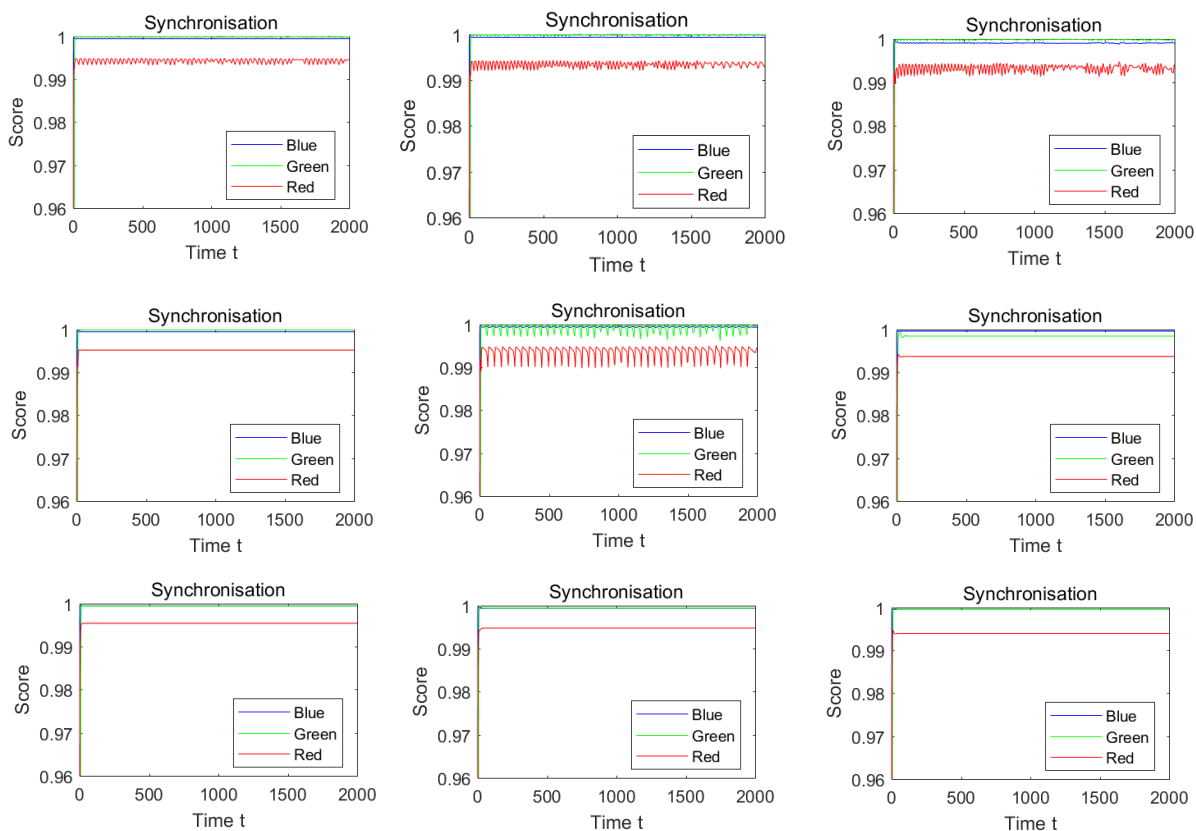 Synchronisation
Score
1
0.99
0.98
0.97
0.96
Blue
Green
Red
0 500 1000 1500 2000
Time t
Synchronisation
Score
1
0.99
0.98
0.97
0.96
Blue
Green
Red
0 500 1000 1500 2000
Time t
Synchronisation
Score
1
0.99
0.98
0.97
0.96
Blue
Green
Red
0 500 1000 1500 2000
Time t
Synchronisation
Score
1
0.99
0.98
0.97
0.96
Blue
Green
Red
0 500 1000 1500 2000
Time t
Synchronisation
Score
1
0.99
0.98
0.97
0.96
Blue
Green
Red
0 500 1000 1500 2000
Time t
Synchronisation
Score
1
0.99
0.98
0.97
0.96
Blue
Green
Red
0 500 1000 1500 2000
Time t
Synchronisation
Score
1
0.99
0.98
0.97
0.96
Blue
Green
Red
0 500 1000 1500 2000
Time t
Synchronisation
Score
1
0.99
0.98
0.97
0.96
Blue
Green
Red
0 500 1000 1500 2000
Time t
Synchronisation
Score
1
0.99
0.98
0.97
0.96
Blue
Green
Red
0 500 1000 1500 2000
Time t